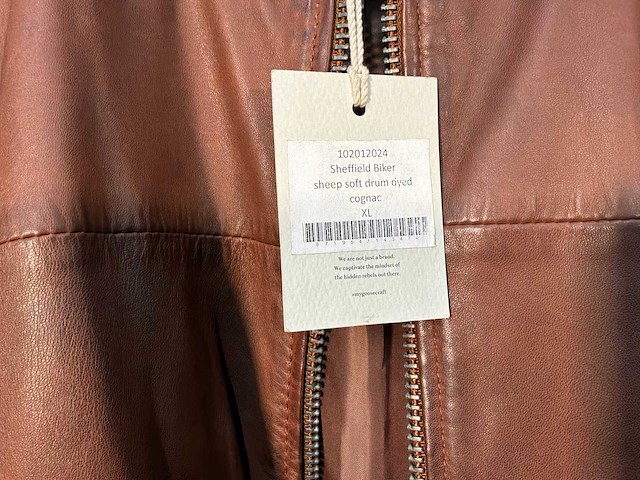 102012024
Sheffield Biker
sheep soft drum dyed
cognac
XL
We are not just a brand.
We captivate the mindset of
the hidden rebels out there.